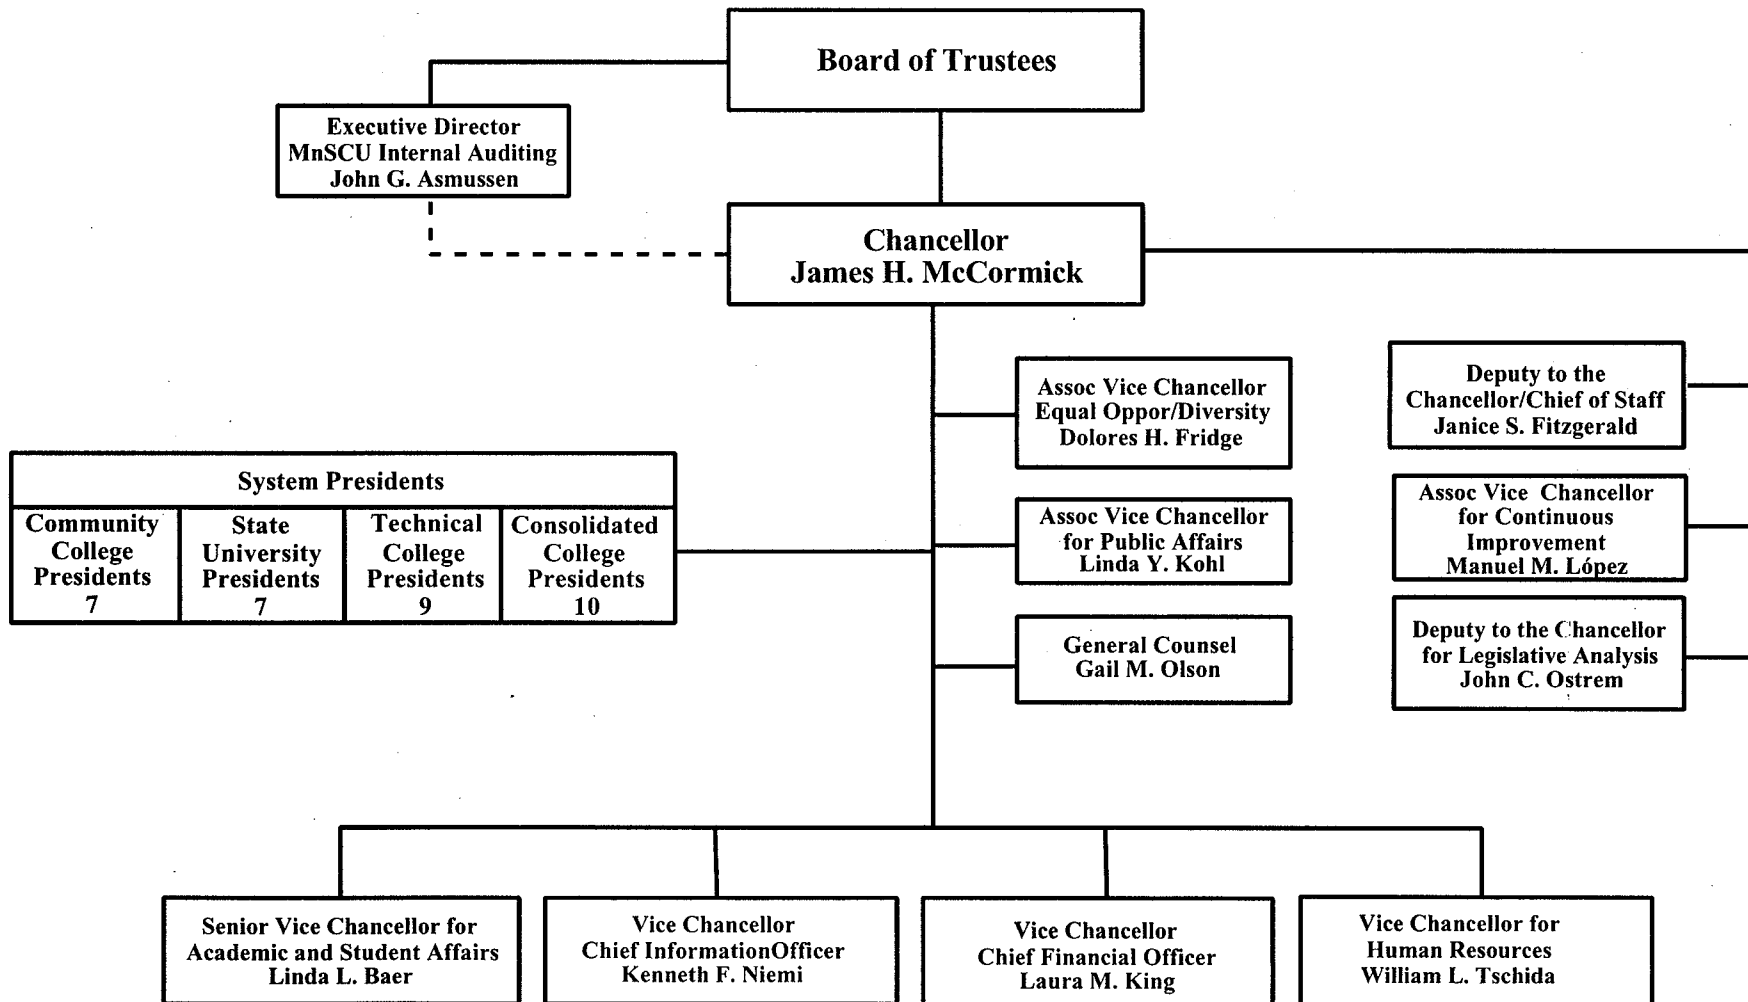 Board of Trustees
Executive Director
MnSCU Internal Auditing
John G. Asmussen
Chancellor
James H. McCormick
Assoc Vice Chancellor
Equal Oppor/Diversity
Dolores H. Fridge
Deputy to the
Chancellor/Chief of Staff
Janice S. Fitzgerald
System Presidents
Community
College
Presidents
7
State
University
Presidents
7
Technical
College
Presidents
9
Consolidated
College
Presidents
10
Assoc Vice Chancellor
for Public Affairs
Linda Y. Kohl
Assoc Vice Chancellor
for Continuous
Improvement
Manuel M. López
General Counsel
Gail M. Olson
Deputy to the Chancellor
for Legislative Analysis
John C. Ostrem
Senior Vice Chancellor for
Academic and Student Affairs
Linda L. Baer
Vice Chancellor
Chief InformationOfficer
Kenneth F. Niemi
Vice Chancellor
Chief Financial Officer
Laura M. King
Vice Chancellor for
Human Resources
William L. Tschida